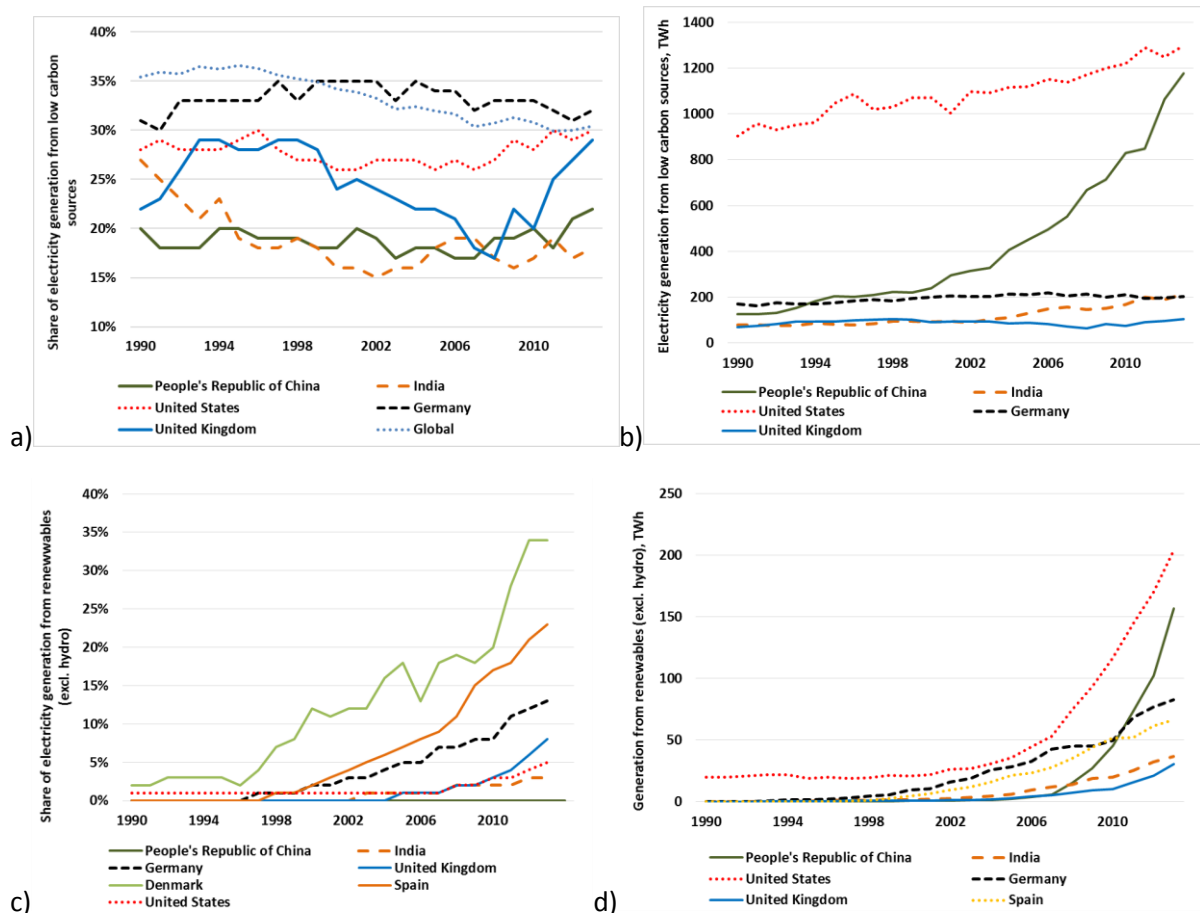 Share of electricity generation from low carbon
sources
40%
35%
30%
25%
20%
15%
10%
1990 1994 1998 2002 2006 2010
People's Republic of China India
United States Germany
United Kingdom Global
a)
Electricity generation from low carbon sources, TWh
1400
1200
1000
800
600
400
200
0
1990 1994 1998 2002 2006 2010
People's Republic of China India
United States Germany
United Kingdom
b)
Share of electricity generation from renewwables
(excl. hydro)
40%
35%
30%
25%
20%
15%
10%
5%
0%
1990 1994 1998 2002 2006 2010
People's Republic of China India
Germany United Kingdom
Denmark Spain
United States
c)
Generation from renewables (excl. hydro), TWh
250
200
150
100
50
0
1990 1994 1998 2002 2006 2010
People's Republic of China India
United States Germany
United Kingdom Spain
d)